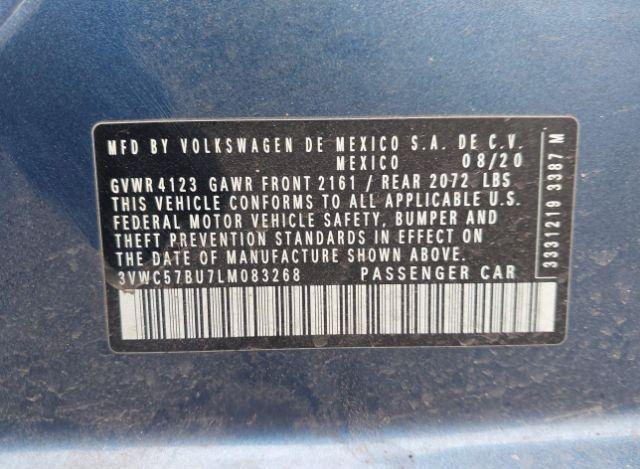 MFD BY VOLKSWAGEN DE MEXICO S.A. DE C.V.
MEXICO 08/20
GVWR 4123 GAWR FRONT 2161 / REAR 2072 LBS
THIS VEHICLE CONFORMS TO ALL APPLICABLE U.S.
FEDERAL MOTOR VEHICLE SAFETY, BUMPER AND
THEFT PREVENTION STANDARDS IN EFFECT ON
THE DATE OF MANUFACTURE SHOWN ABOVE.
3VWC57BU7LM083268 PASSENGER CAR
3331219 3387 M